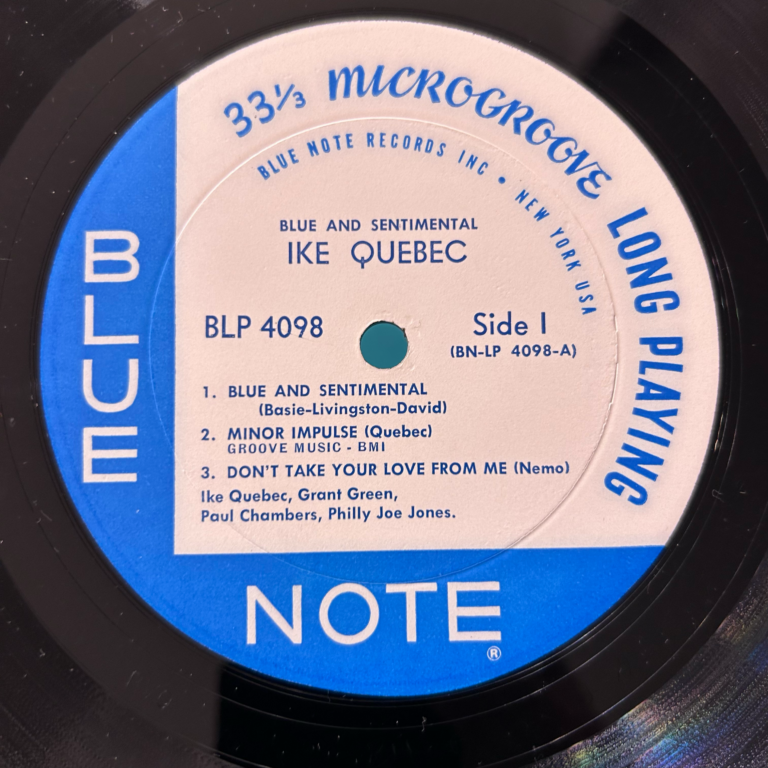 33⅓ MICROGROOVE LONG PLAYING
BLUE NOTE RECORDS INC • NEW YORK USA
BLUE AND SENTIMENTAL
IKE QUEBEC
BLP 4098
Side I
(BN-LP 4098-A)
1. BLUE AND SENTIMENTAL
(Basie-Livingston-David)
2. MINOR IMPULSE (Quebec)
GROOVE MUSIC - BMI
3. DON'T TAKE YOUR LOVE FROM ME (Nemo)
Ike Quebec, Grant Green,
Paul Chambers, Philly Joe Jones.
BLUE
NOTE
®